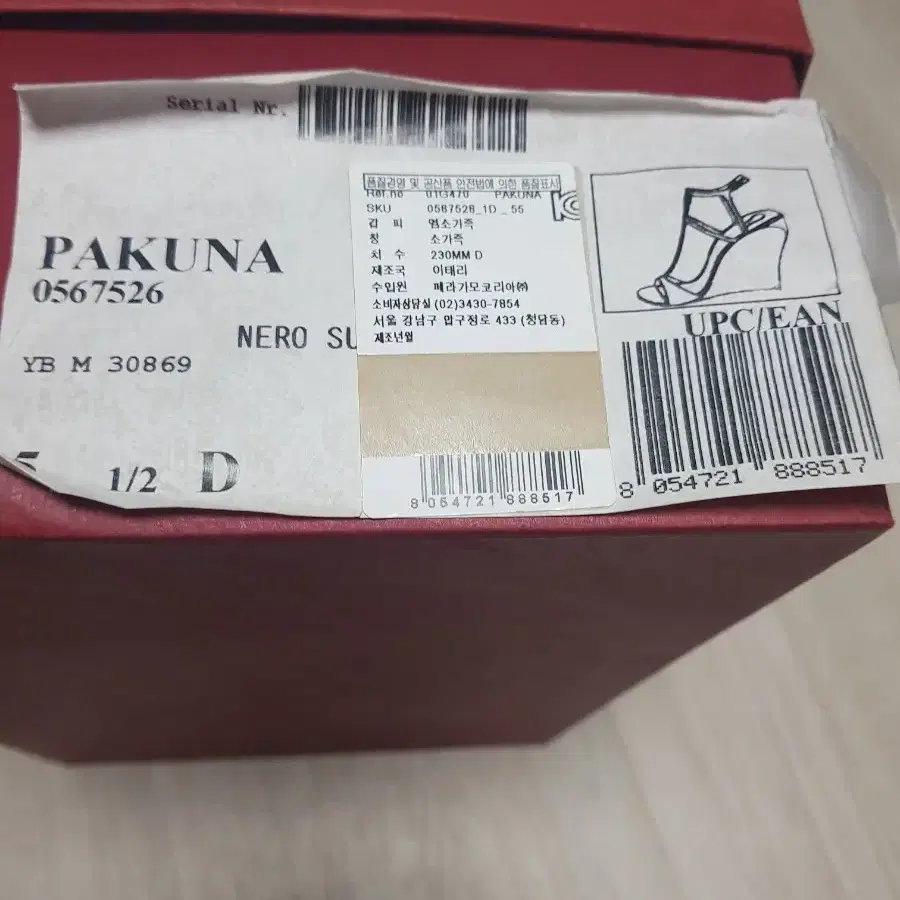 Serial Nr.
PAKUNA
0567526
NERO SU
YB M 30869
5 1/2 D
품질경영 및 공산품 안전법에 의한 품질표시
Ref.no 01G470 PAKUNA
SKU 0567526_1D_55
겉 피 염소가죽
창 소가죽
치 수 230MM D
제조국 이태리
수입원 페라가모코리아㈜
소비자상담실 (02)3430-7854
서울 강남구 압구정로 433 (청담동)
제조년월
8 054721 888517
UPC/EAN
8 054721 888517